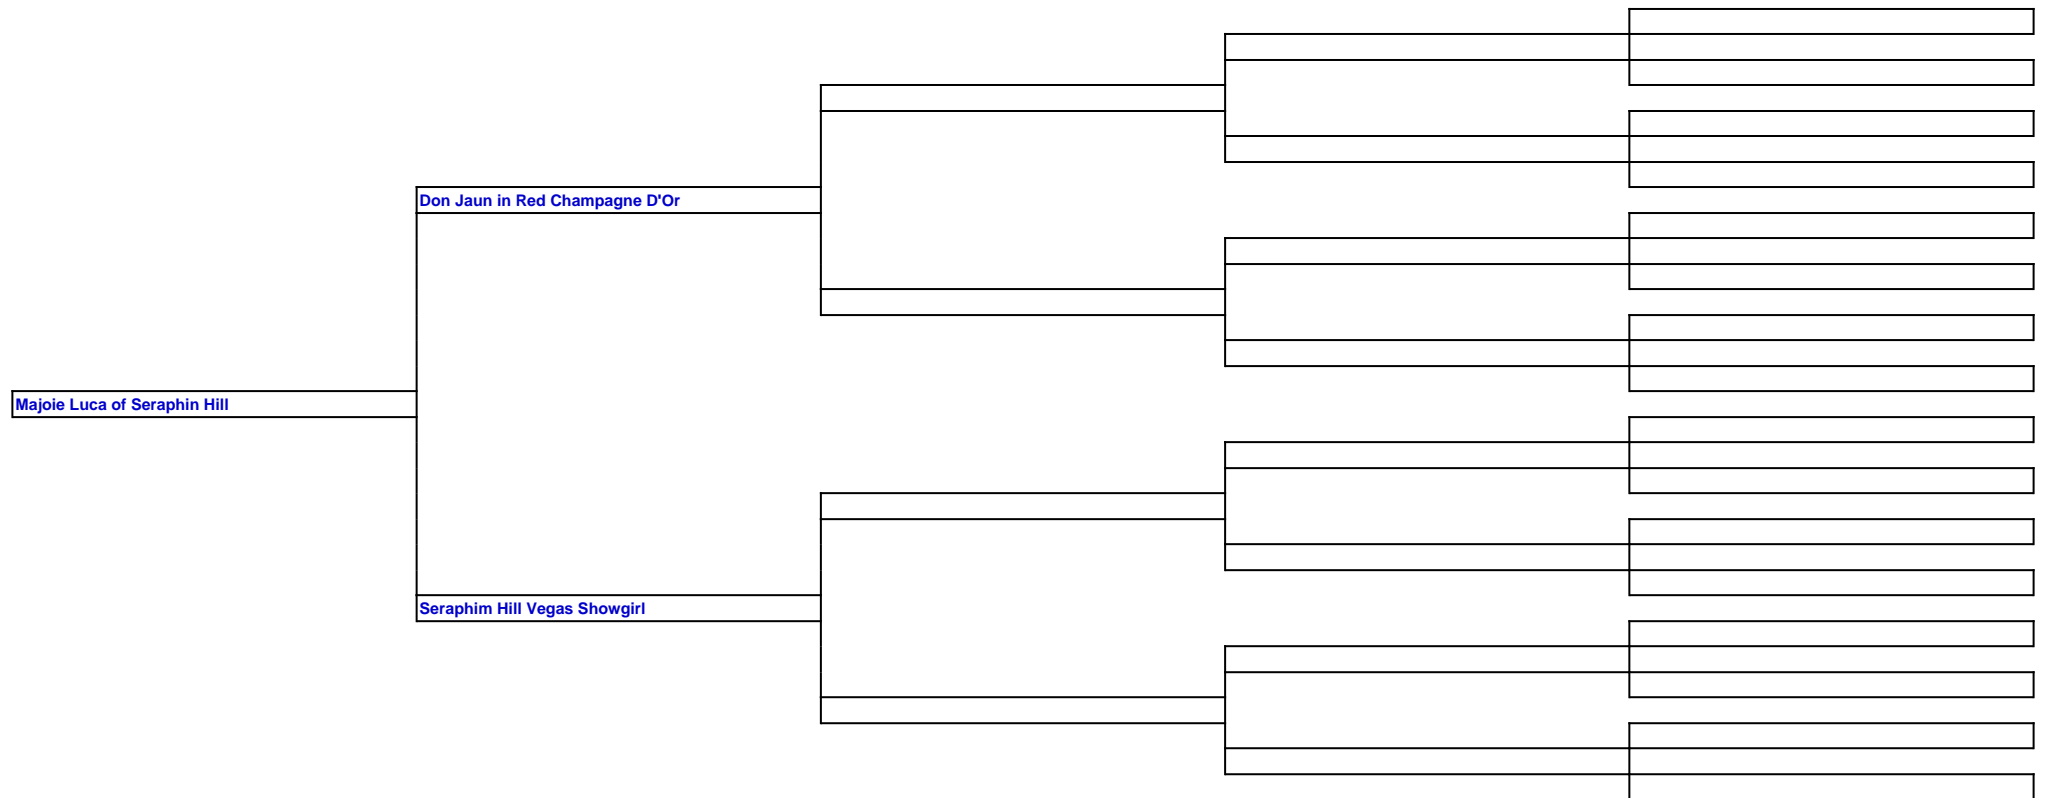 Don Jaun in Red Champagne D'Or
Majoie Luca of Seraphin Hill
Seraphim Hill Vegas Showgirl